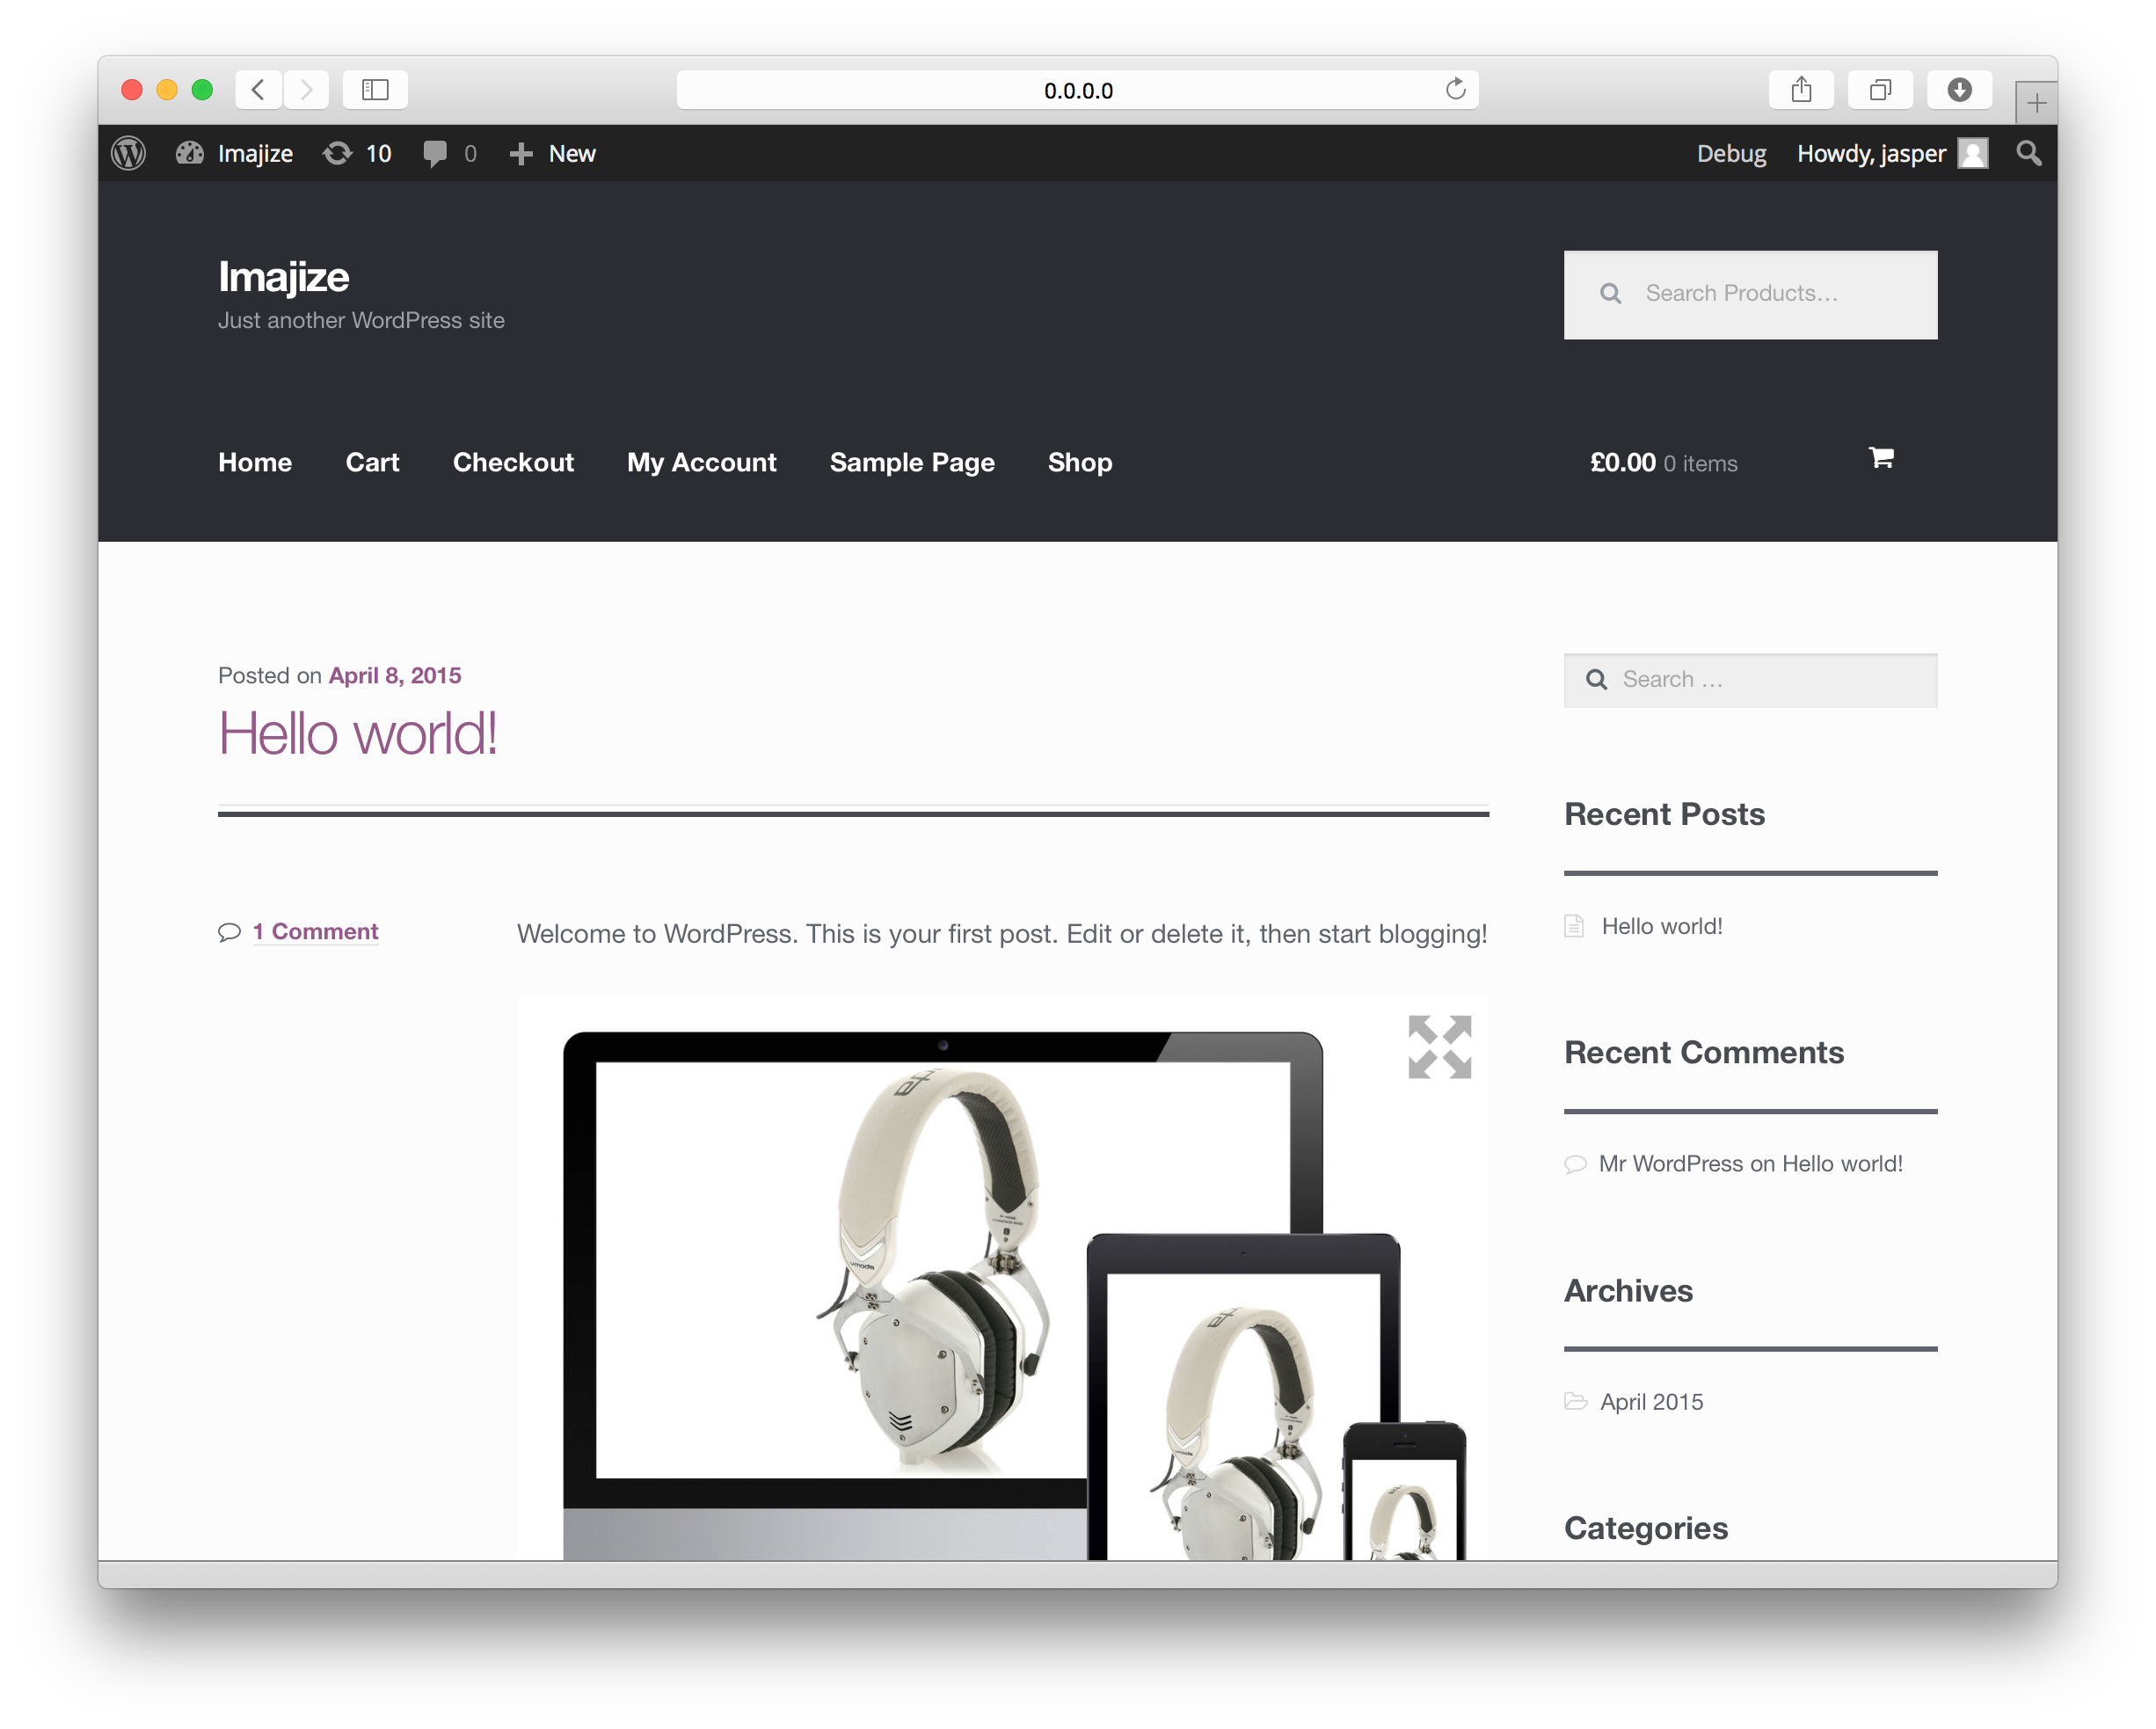 0.0.0.0
Imajize 10 0 New Debug Howdy, jasper
Imajize
Just another WordPress site
Search Products...
Home Cart Checkout My Account Sample Page Shop £0.00 0 items
Posted on April 8, 2015
Hello world!
1 Comment
Welcome to WordPress. This is your first post. Edit or delete it, then start blogging!
v-moda
Search ...
Recent Posts
Hello world!
Recent Comments
Mr WordPress on Hello world!
Archives
April 2015
Categories